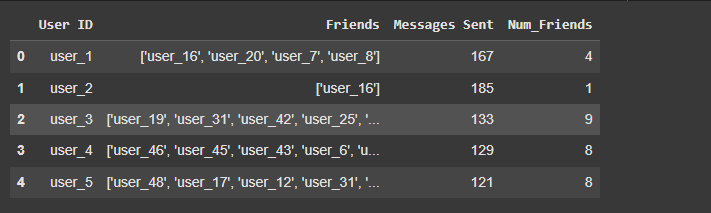 User ID Friends Messages Sent Num_Friends
0 user_1 ['user_16', 'user_20', 'user_7', 'user_8'] 167 4
1 user_2 ['user_16'] 185 1
2 user_3 ['user_19', 'user_31', 'user_42', 'user_25', '... 133 9
3 user_4 ['user_46', 'user_45', 'user_43', 'user_6', 'u... 129 8
4 user_5 ['user_48', 'user_17', 'user_12', 'user_31', '... 121 8